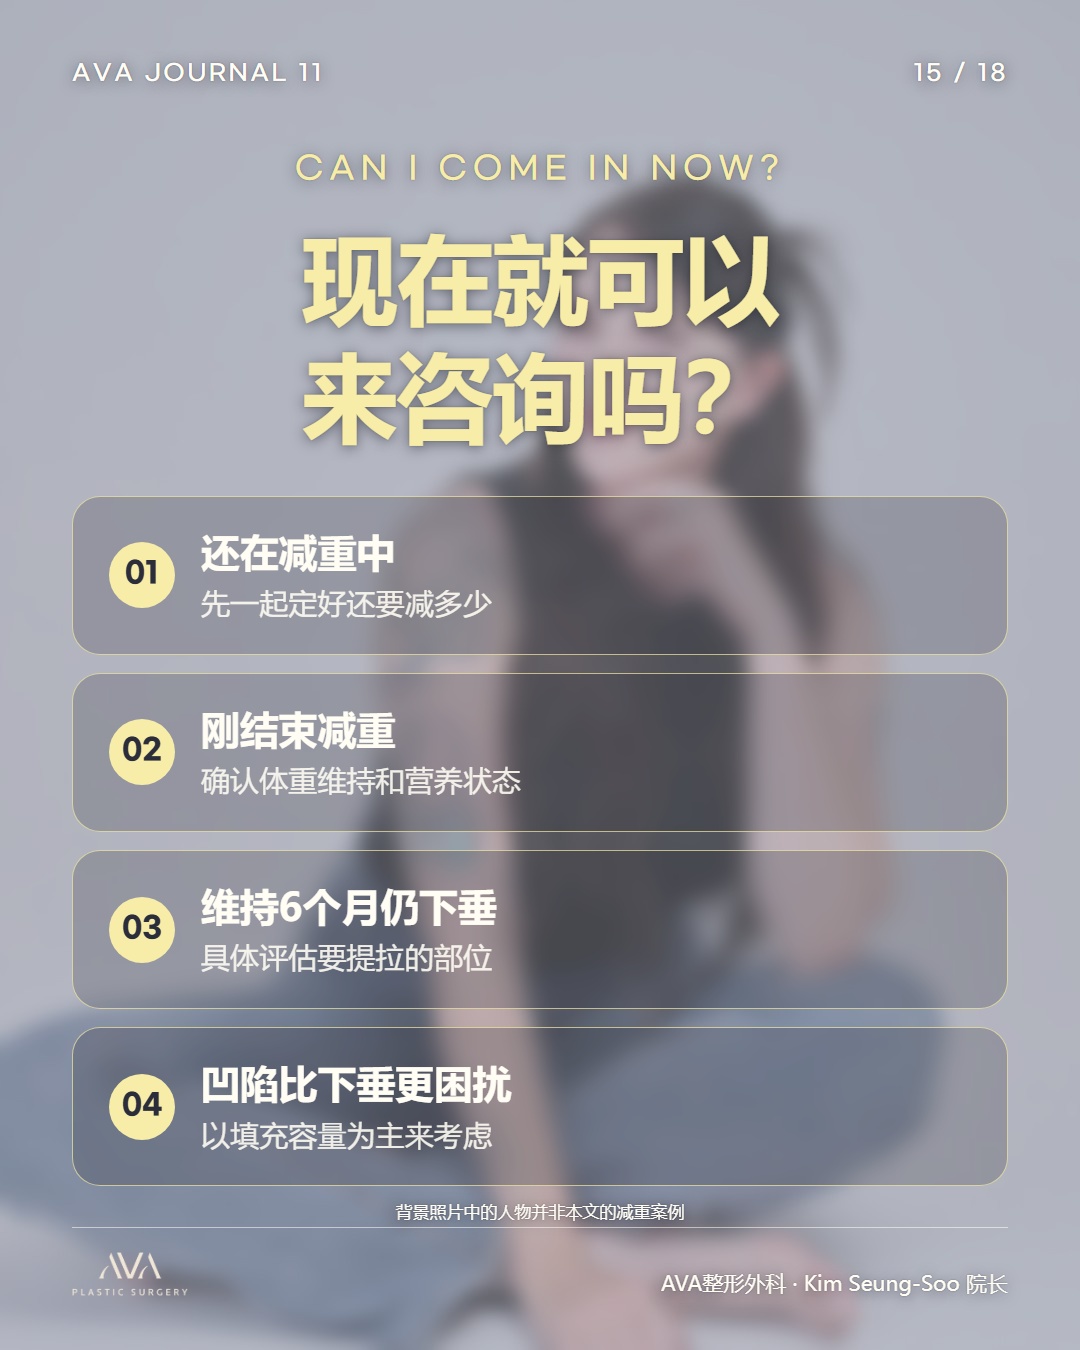 AVA JOURNAL 11
15 / 18
CAN I COME IN NOW?
现在就可以
来咨询吗？
01
还在减重中
先一起定好还要减多少
02
刚结束减重
确认体重维持和营养状态
03
维持6个月仍下垂
具体评估要提拉的部位
04
凹陷比下垂更困扰
以填充容量为主来考虑
背景照片中的人物并非本文的减重案例
AVA
PLASTIC SURGERY
AVA整形外科 · Kim Seung-Soo 院长